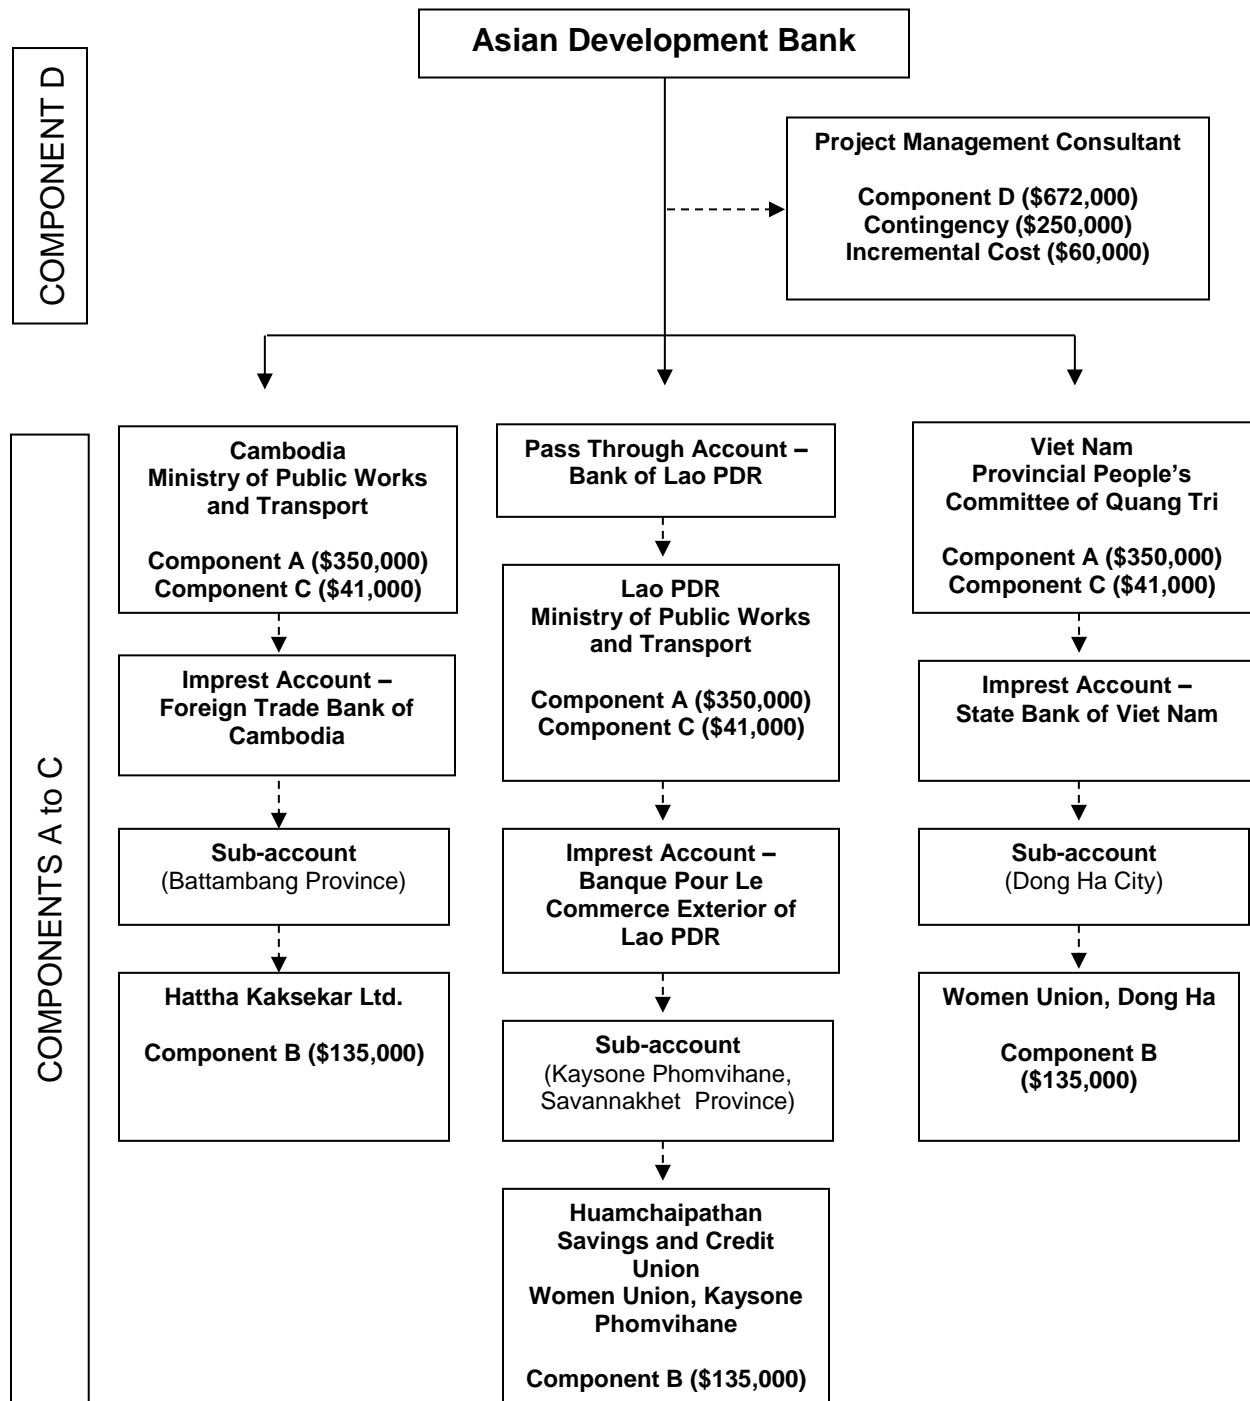 Asian Development Bank
COMPONENT D
Project Management Consultant
Component D ($672,000)
Contingency ($250,000)
Incremental Cost ($60,000)
COMPONENTS A to C
Cambodia
Ministry of Public Works
and Transport
Component A ($350,000)
Component C ($41,000)
Imprest Account –
Foreign Trade Bank of
Cambodia
Sub-account
(Battambang Province)
Hattha Kaksekar Ltd.
Component B ($135,000)
Pass Through Account –
Bank of Lao PDR
Lao PDR
Ministry of Public Works
and Transport
Component A ($350,000)
Component C ($41,000)
Imprest Account –
Banque Pour Le
Commerce Exterior of
Lao PDR
Sub-account
(Kaysone Phomvihane,
Savannakhet Province)
Huamchaipathan
Savings and Credit
Union
Women Union, Kaysone
Phomvihane
Component B ($135,000)
Viet Nam
Provincial People’s
Committee of Quang Tri
Component A ($350,000)
Component C ($41,000)
Imprest Account –
State Bank of Viet Nam
Sub-account
(Dong Ha City)
Women Union, Dong Ha
Component B
($135,000)